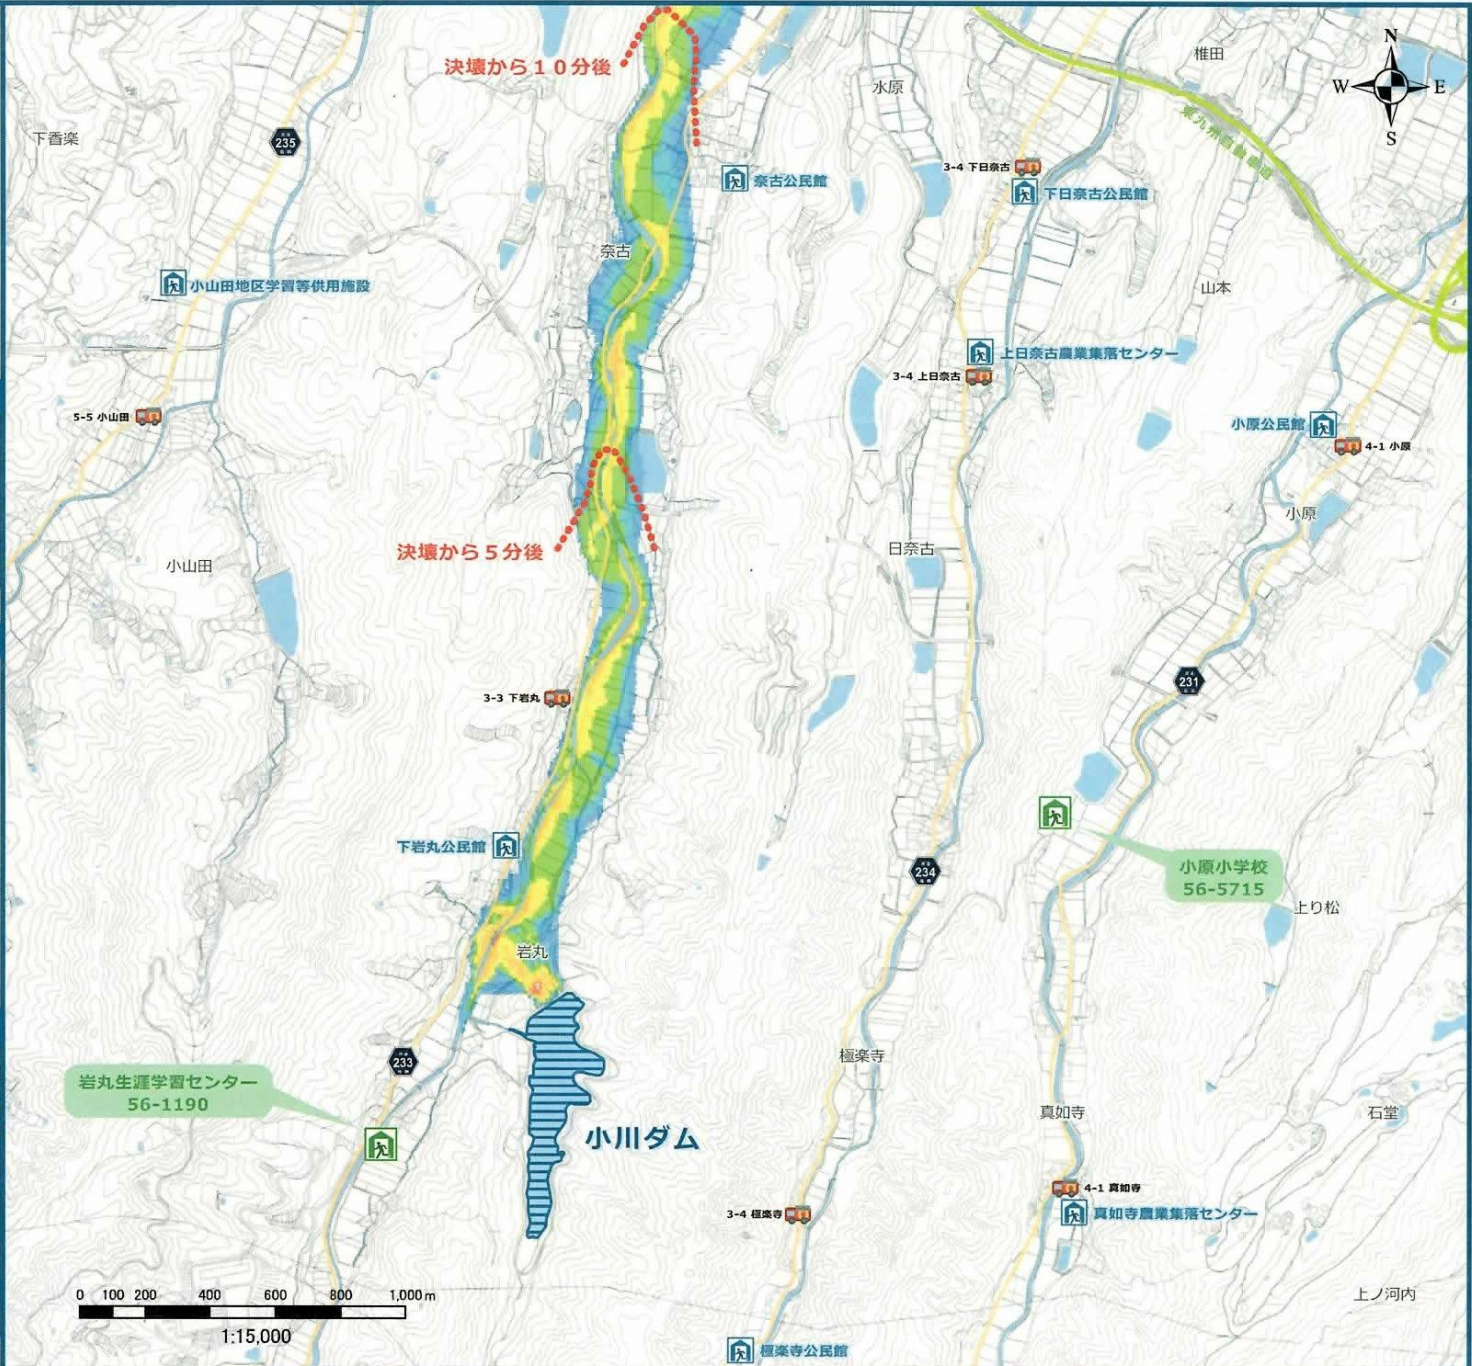 N
W E
S
決壊から１０分後
椎田
水原
下香楽
235
東九州自動車道
3-4 下日奈古
下日奈古公民館
奈古公民館
奈古
小山田地区学習等供用施設
山本
上日奈古農業集落センター
3-4 上日奈古
5-5 小山田
小原公民館
4-1 小原
小原
決壊から５分後
日奈古
小山田
231
3-3 下岩丸
下岩丸公民館
234
小原小学校
56-5715
上り松
岩丸
極楽寺
233
岩丸生涯学習センター
56-1190
真如寺
石堂
小川ダム
4-1 真如寺
3-4 極楽寺
真如寺農業集落センター
0 100 200 400 600 800 1,000 m
1:15,000
上ノ河内
極楽寺公民館